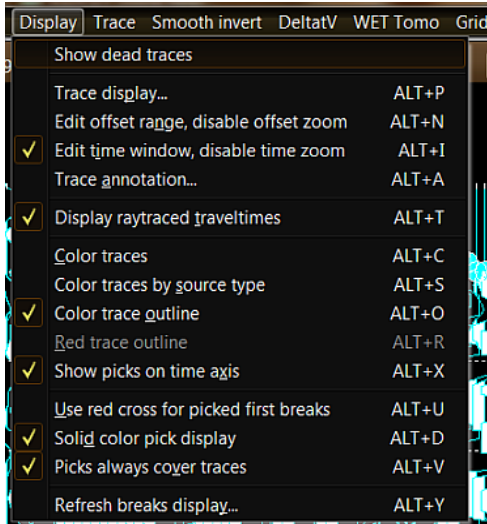 Display Trace Smooth invert DeltaV WET Tomo Grid
Show dead traces
Trace display... ALT+P
Edit offset range, disable offset zoom ALT+N
Edit time window, disable time zoom ALT+I
Trace annotation... ALT+A
Display raytraced traveltimes ALT+T
Color traces ALT+C
Color traces by source type ALT+S
Color trace outline ALT+O
Red trace outline ALT+R
Show picks on time axis ALT+X
Use red cross for picked first breaks ALT+U
Solid color pick display ALT+D
Picks always cover traces ALT+V
Refresh breaks display... ALT+Y